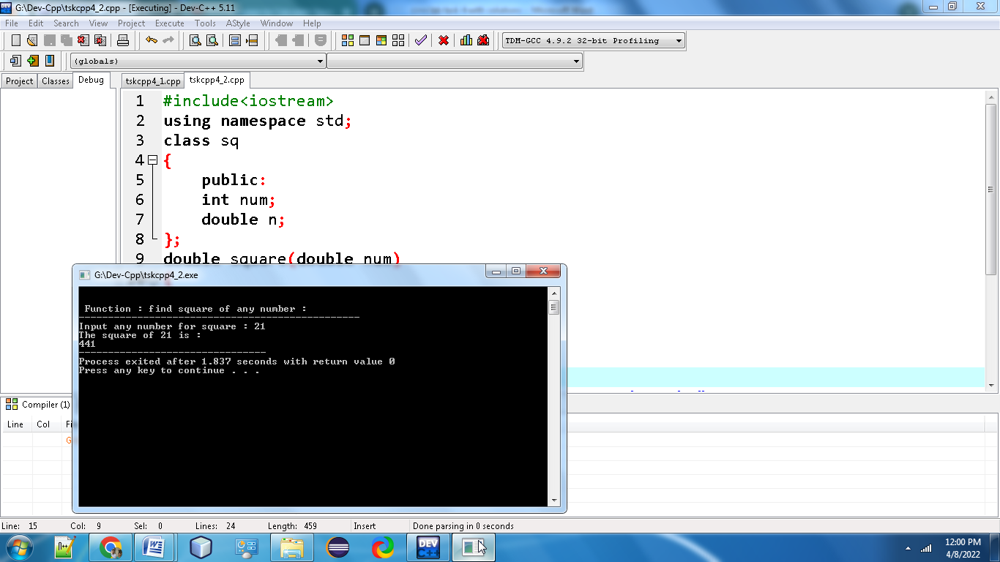 G:\Dev-Cpp\tskcpp4_2.cpp - [Executing] - Dev-C++ 5.11
File Edit Search View Project Execute Tools AStyle Window Help
TDM-GCC 4.9.2 32-bit Profiling
(globals)
Project Classes Debug tskcpp4_1.cpp tskcpp4_2.cpp
1 #include<iostream>
2 using namespace std;
3 class sq
4 {
5 public:
6 int num;
7 double n;
8 };
9 double square(double num)
G:\Dev-Cpp\tskcpp4_2.exe
Function : find square of any number :
------------------------------------------------
Input any number for square : 21
The square of 21 is :
441
--------------------------------
Process exited after 1.837 seconds with return value 0
Press any key to continue . . .
Compiler (1)
Line Col
Line: 15 Col: 9 Sel: 0 Lines: 24 Length: 459 Insert Done parsing in 0 seconds
DEV C++
12:00 PM
4/8/2022